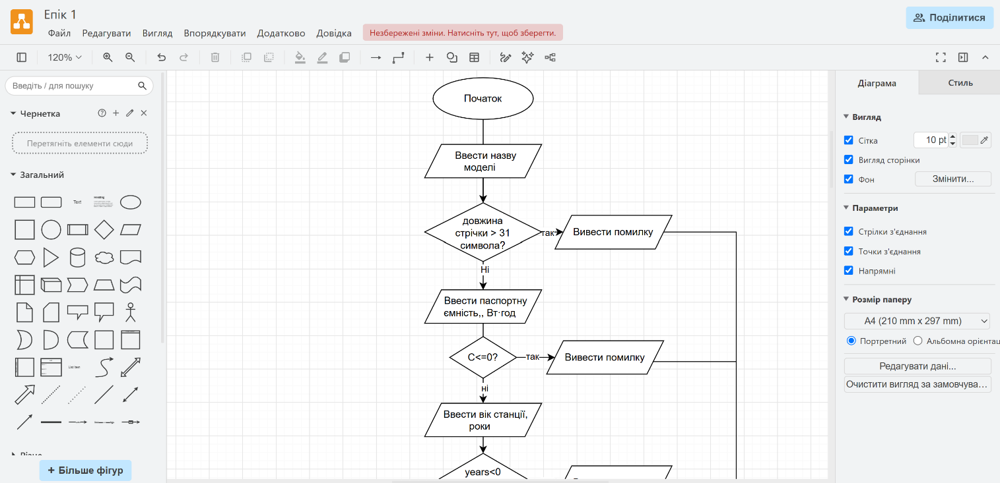 Епік 1
Поділитися
Файл Редагувати Вигляд Впорядкувати Додатково Довідка
Незбережені зміни. Натисніть тут, щоб зберегти.
120%
Введіть / для пошуку
Чернетка
Перетягніть елементи сюди
Загальний
Text
Heading
List Item
Більше фігур
Початок
Ввести назву
моделі
довжина
стрічки > 31
символа?
так
Вивести помилку
Ні
Ввести паспортну
ємність,, Вт·год
C<=0?
так
Вивести помилку
ні
Ввести вік станції,
роки
years<0
Діаграма
Стиль
Вигляд
Сітка
10 pt
Вигляд сторінки
Фон
Змінити...
Параметри
Стрілки з'єднання
Точки з'єднання
Напрямні
Розмір паперу
A4 (210 mm x 297 mm)
Портретний
Альбомна орієнтац
Редагувати дані...
Очистити вигляд за замовчува...